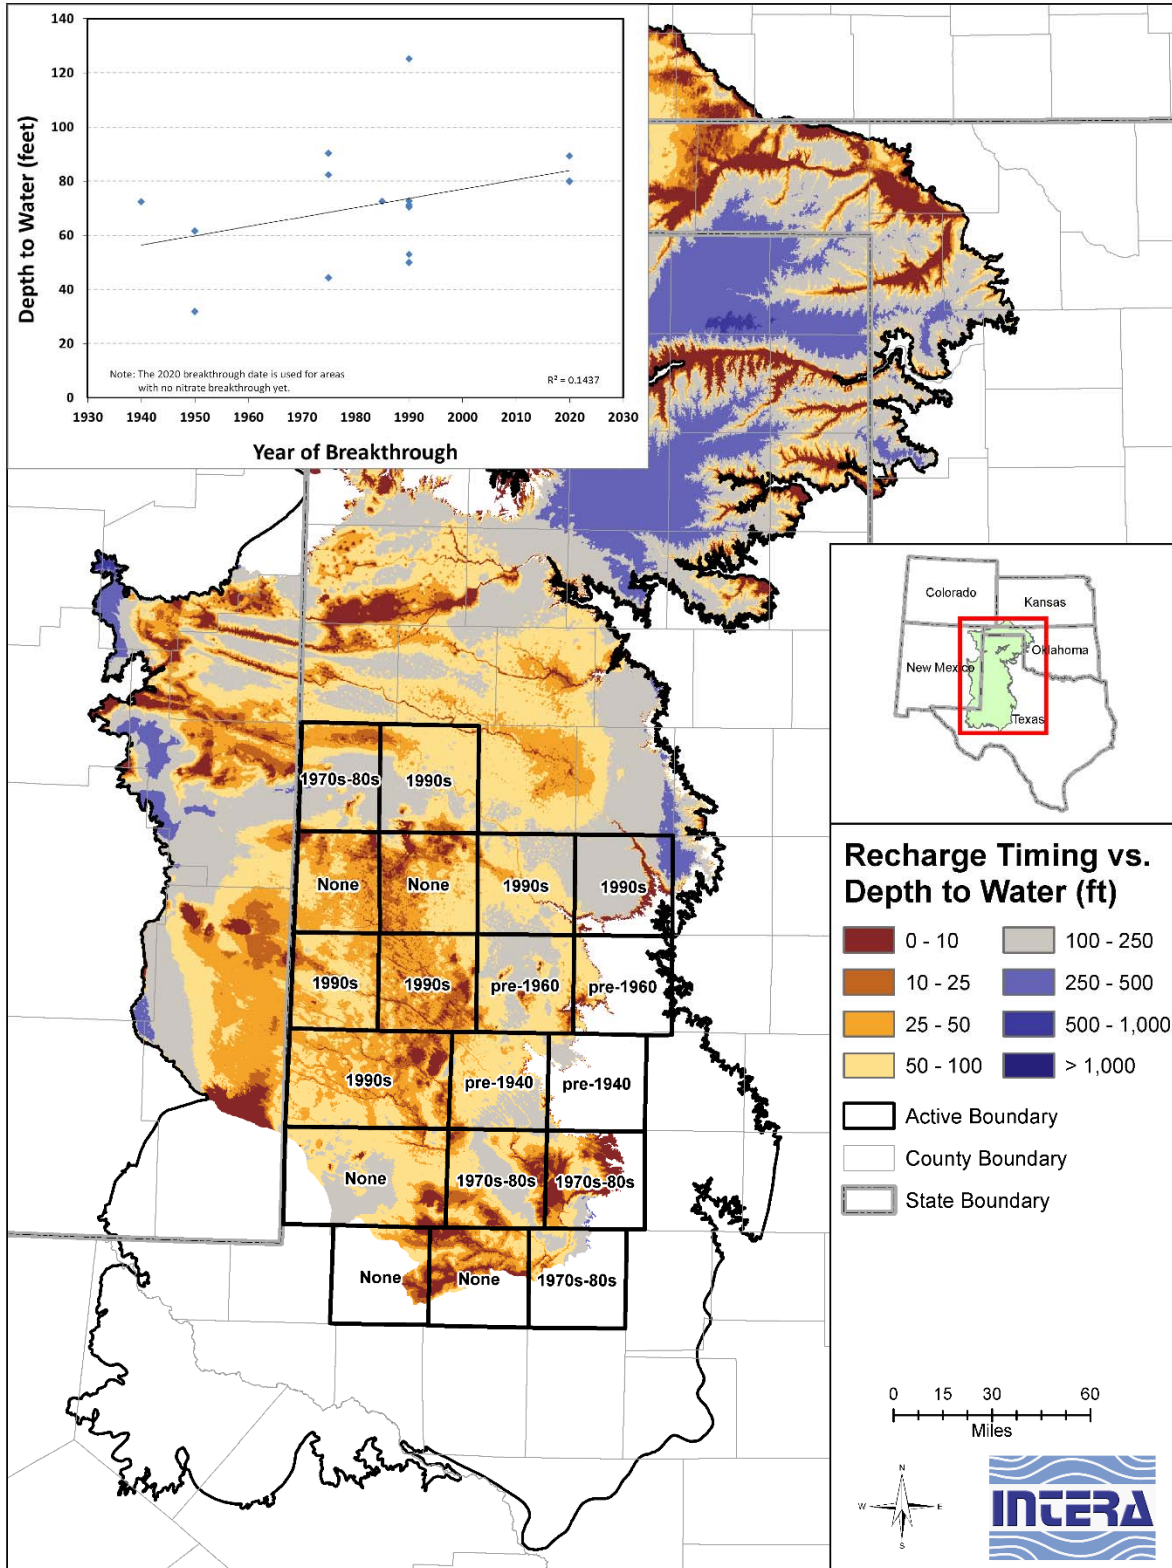 140
120
100
80
60
40
20
0
Depth to Water (feet)
Note: The 2020 breakthrough date is used for areas
with no nitrate breakthrough yet.
R² = 0.1437
1930 1940 1950 1960 1970 1980 1990 2000 2010 2020 2030
Year of Breakthrough
Colorado
Kansas
New Mexico
Oklahoma
Texas
1970s-80s 1990s
None None 1990s 1990s
1990s 1990s pre-1960 pre-1960
1990s pre-1940 pre-1940
None 1970s-80s 1970s-80s
None None 1970s-80s
Recharge Timing vs.
Depth to Water (ft)
0 - 10 100 - 250
10 - 25 250 - 500
25 - 50 500 - 1,000
50 - 100 > 1,000
Active Boundary
County Boundary
State Boundary
0 15 30 60
Miles
N
W E
S
INTERA